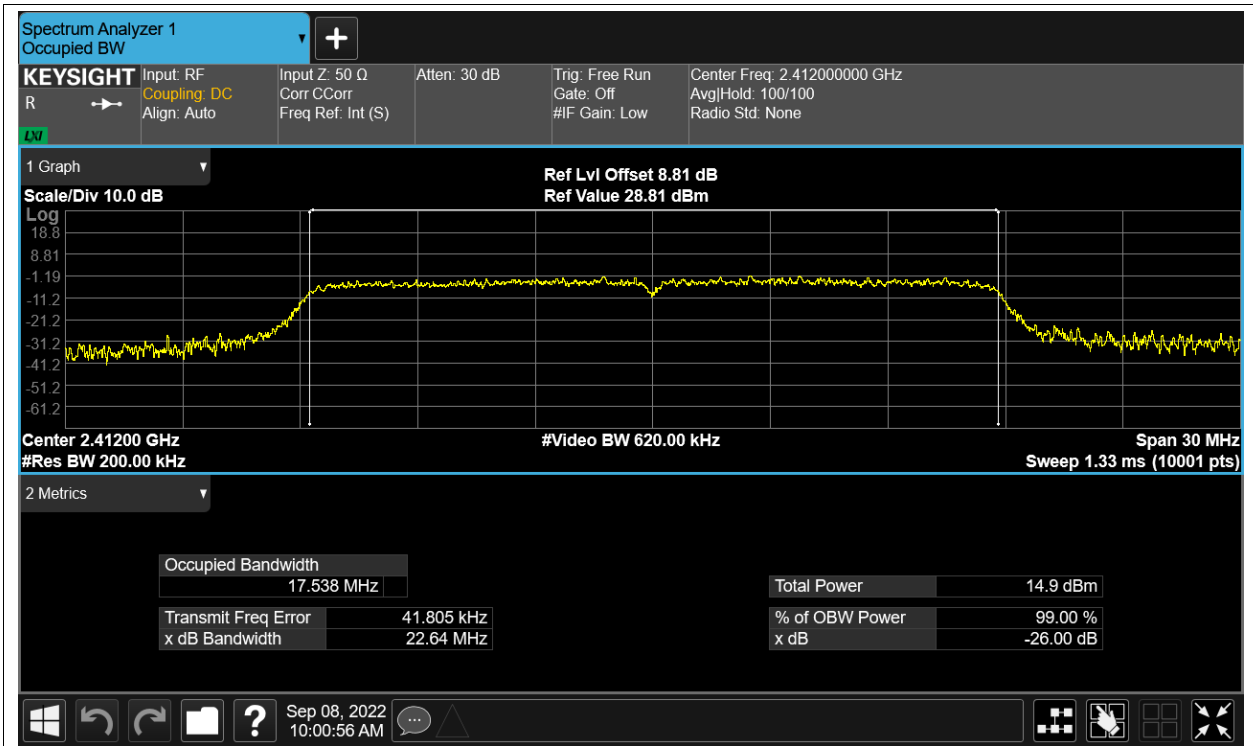 Spectrum Analyzer 1
Occupied BW
KEYSIGHT
R
LXI
Input: RF
Coupling: DC
Align: Auto
Input Z: 50 Ω
Corr CCorr
Freq Ref: Int (S)
Atten: 30 dB
Trig: Free Run
Gate: Off
#IF Gain: Low
Center Freq: 2.412000000 GHz
Avg|Hold: 100/100
Radio Std: None
1 Graph
Scale/Div 10.0 dB
Ref Lvl Offset 8.81 dB
Ref Value 28.81 dBm
Log
18.8
8.81
-1.19
-11.2
-21.2
-31.2
-41.2
-51.2
-61.2
Center 2.41200 GHz
#Video BW 620.00 kHz
Span 30 MHz
#Res BW 200.00 kHz
Sweep 1.33 ms (10001 pts)
2 Metrics
Occupied Bandwidth
17.538 MHz
Total Power 14.9 dBm
Transmit Freq Error 41.805 kHz
% of OBW Power 99.00 %
x dB Bandwidth 22.64 MHz
x dB -26.00 dB
?
Sep 08, 2022
10:00:56 AM